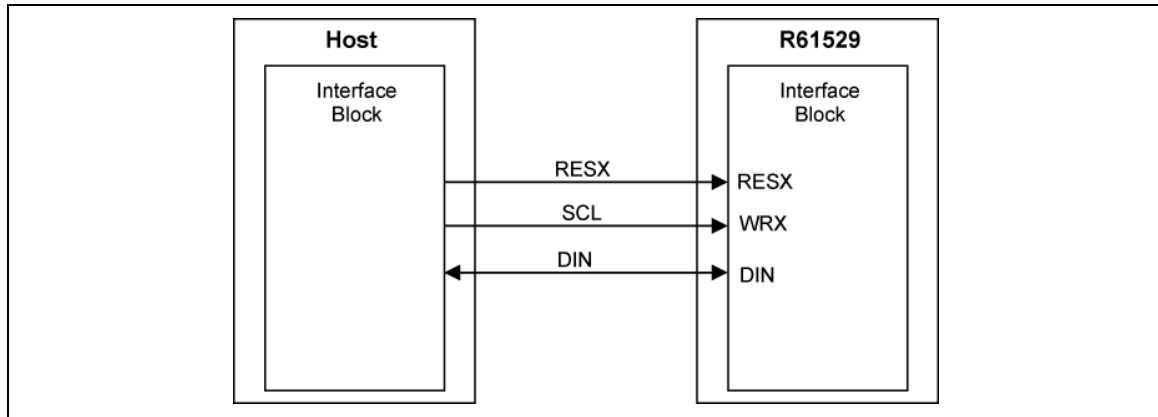 Host
R61529
Interface
Block
Interface
Block
RESX
RESX
SCL
WRX
DIN
DIN